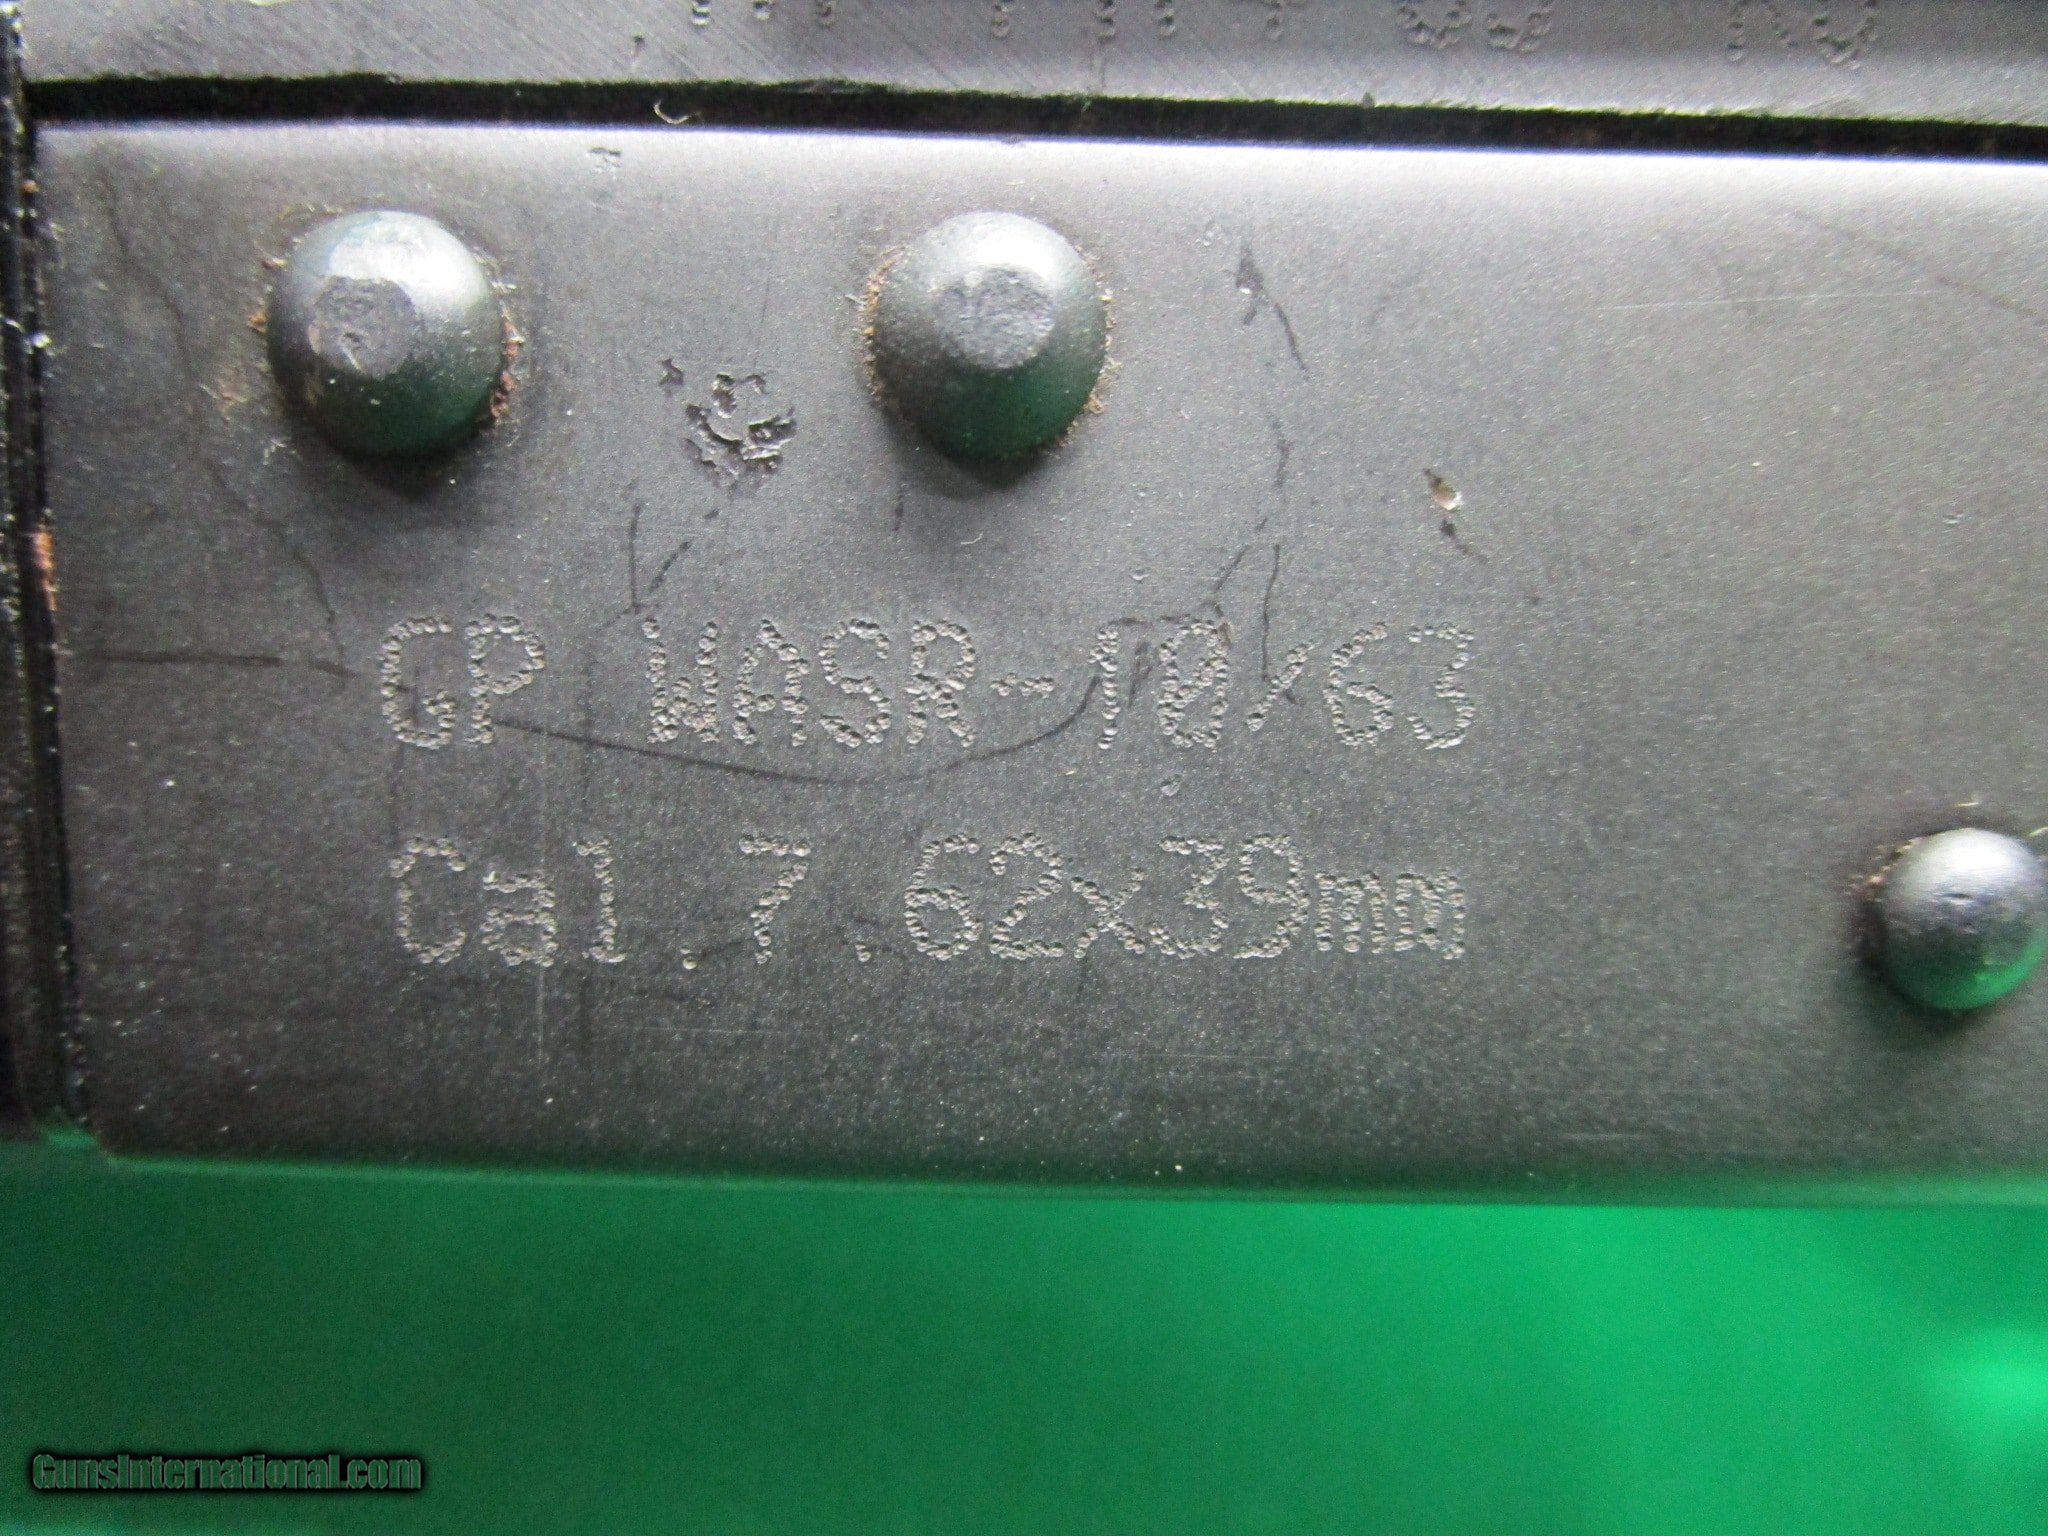 GP WASR-10/63
Cal.7.62x39mm
GunsInternational.com